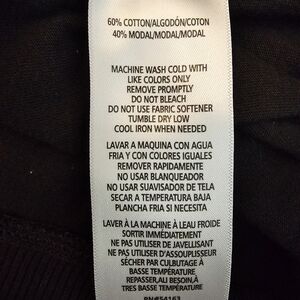 60% COTTON/ALGODÓN/COTON
40% MODAL/MODAL/MODAL
MACHINE WASH COLD WITH
LIKE COLORS ONLY
REMOVE PROMPTLY
DO NOT BLEACH
DO NOT USE FABRIC SOFTENER
TUMBLE DRY LOW
COOL IRON WHEN NEEDED
LAVAR A MAQUINA CON AGUA
FRIA Y CON COLORES IGUALES
REMOVER RAPIDAMENTE
NO USAR BLANQUEADOR
NO USAR SUAVISADOR DE TELA
SECAR A TEMPERATURA BAJA
PLANCHA FRIA SI NECESITA
LAVER À LA MACHINE À LEAU FROIDE
SORTIR IMMÉDIATEMENT
NE PAS UTILISER DE JAVELLISANT
NE PAS UTILISER D'ASSOUPLISSEUR
SÉCHER PAR CULBUTAGE À
BASSE TEMPÉRATURE
REPASSER,AU BESOIN,À
TRES BASSE TEMPÉRATURE
RN#54163